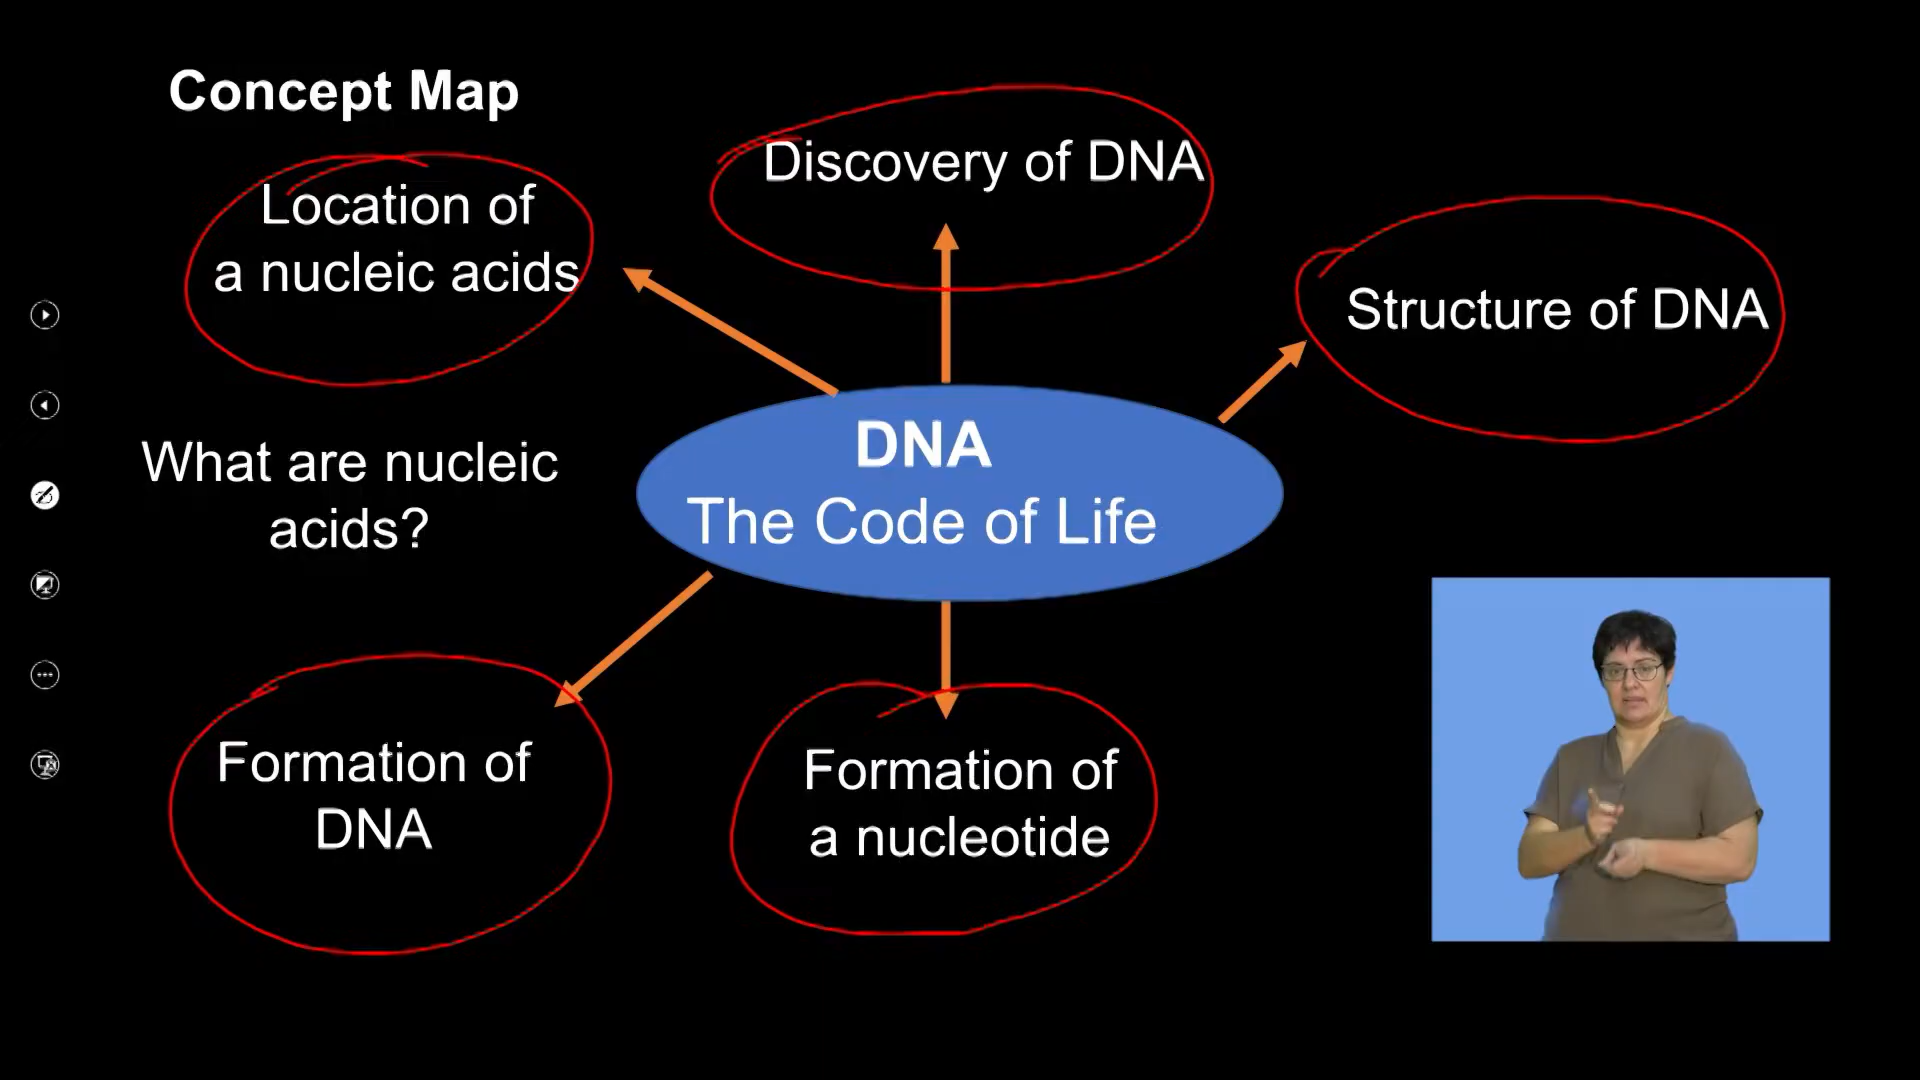 Concept Map
Location of
a nucleic acids
Discovery of DNA
Structure of DNA
What are nucleic
acids?
DNA
The Code of Life
Formation of
DNA
Formation of
a nucleotide